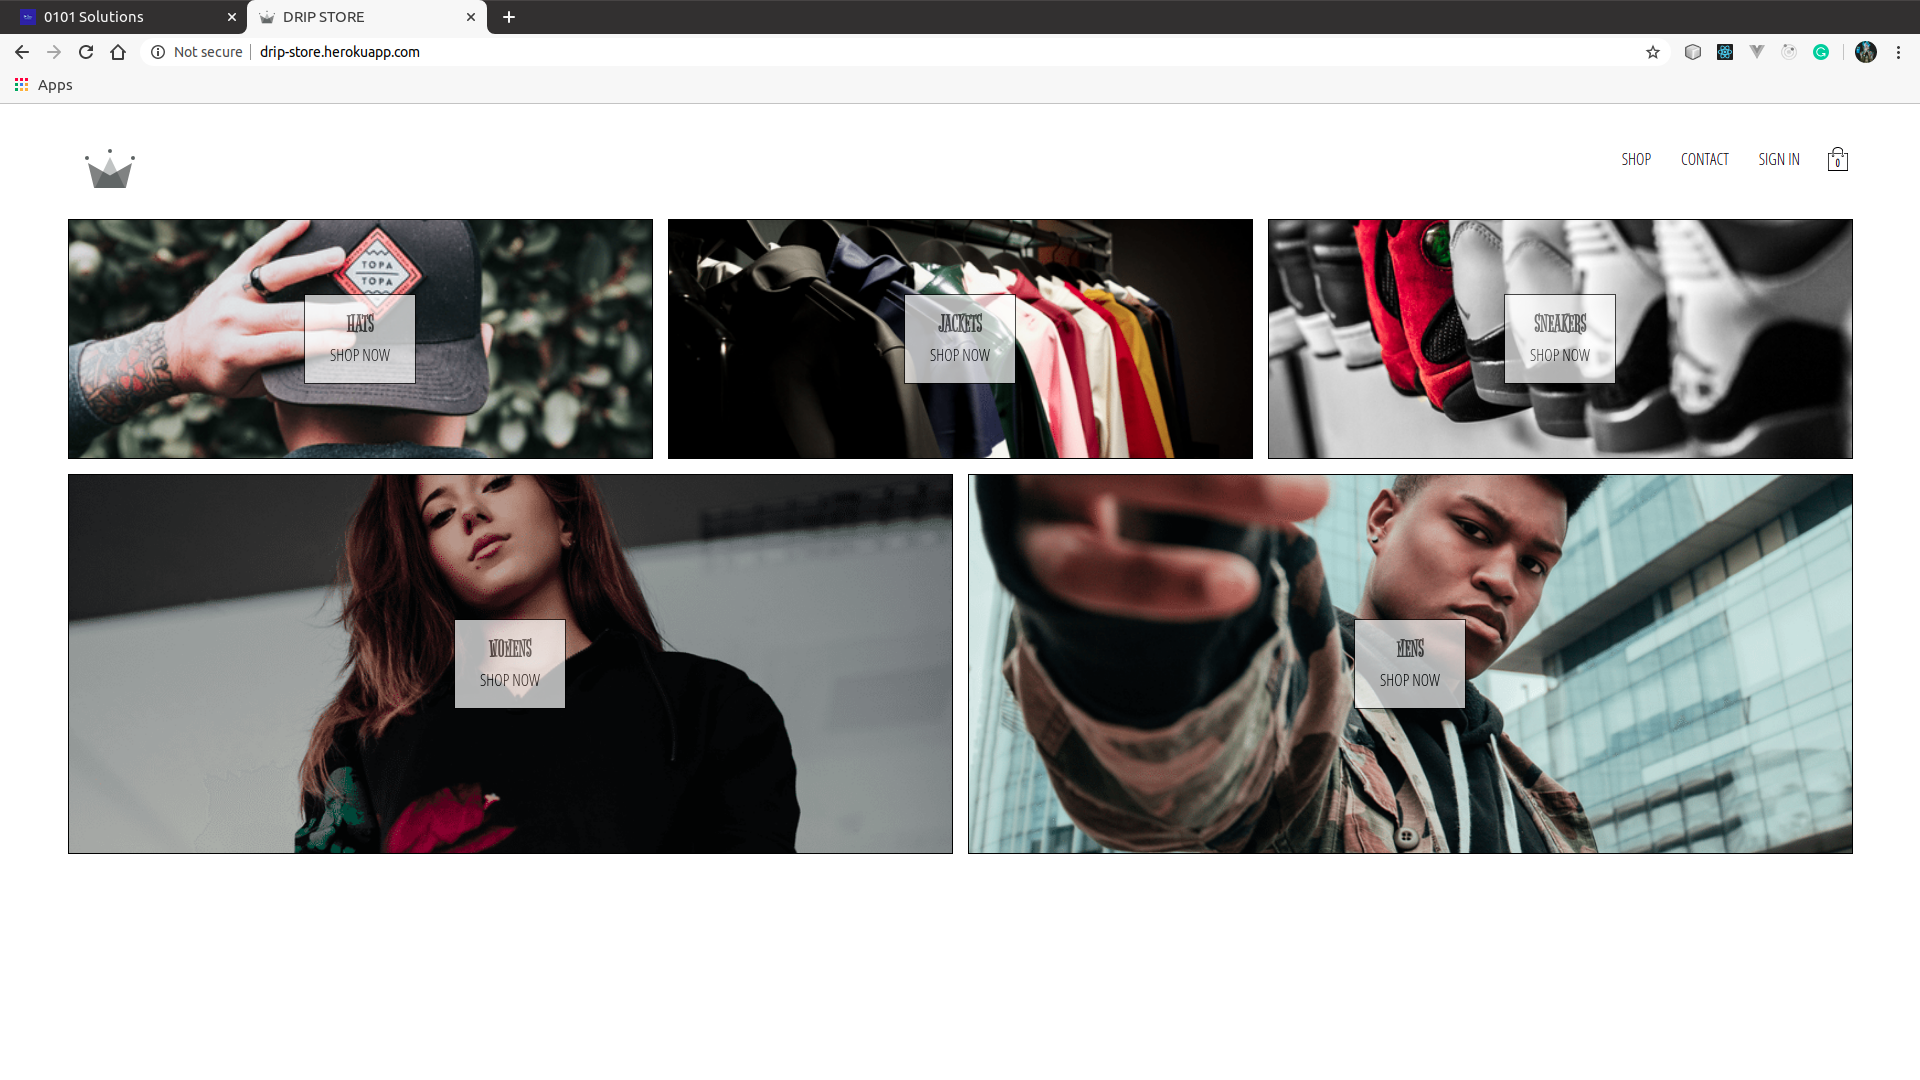 0101 Solutions
DRIP STORE
Not secure
drip-store.herokuapp.com
Apps
SHOP
CONTACT
SIGN IN
0
TOPA
TOPA
HATS
SHOP NOW
JACKETS
SHOP NOW
SNEAKERS
SHOP NOW
WOMENS
SHOP NOW
MENS
SHOP NOW